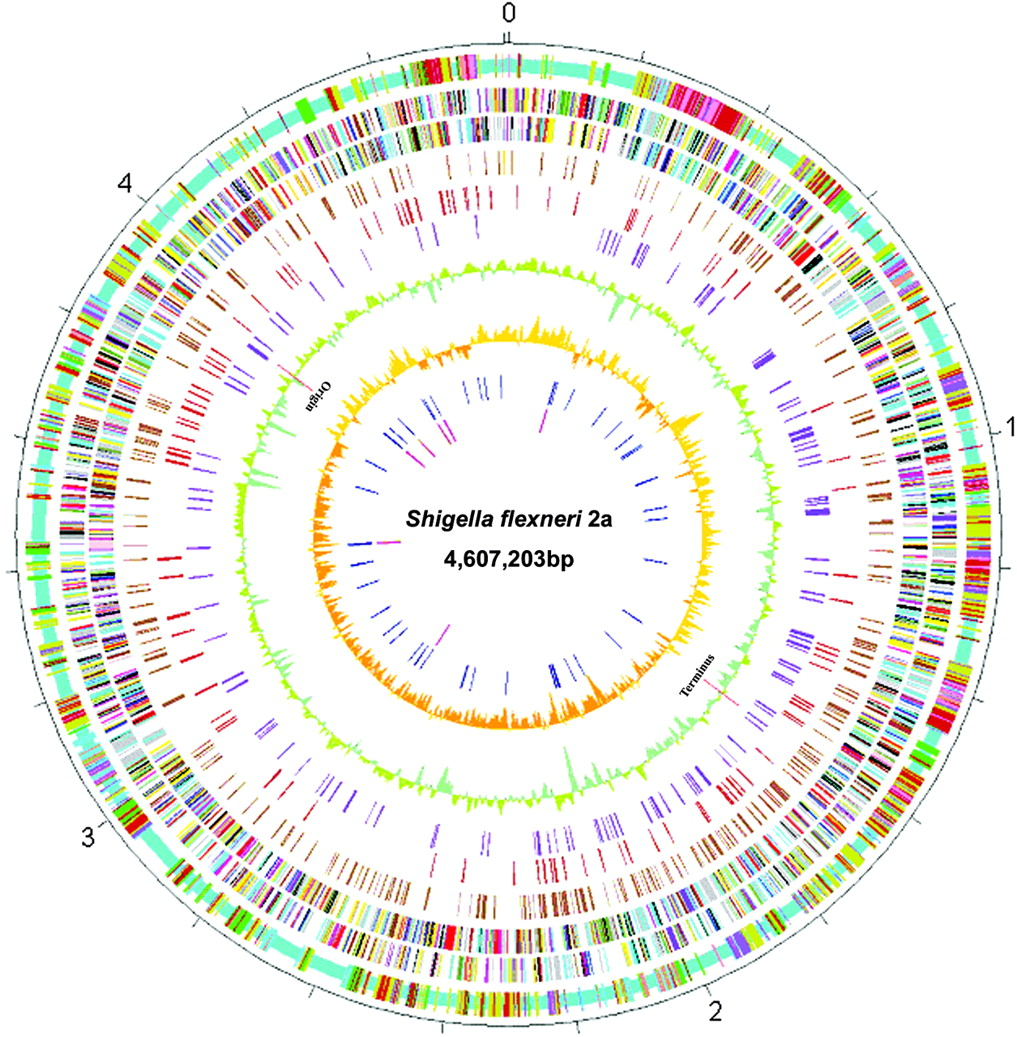 0
4
Origin
1
Shigella flexneri 2a
4,607,203bp
Terminus
3
2